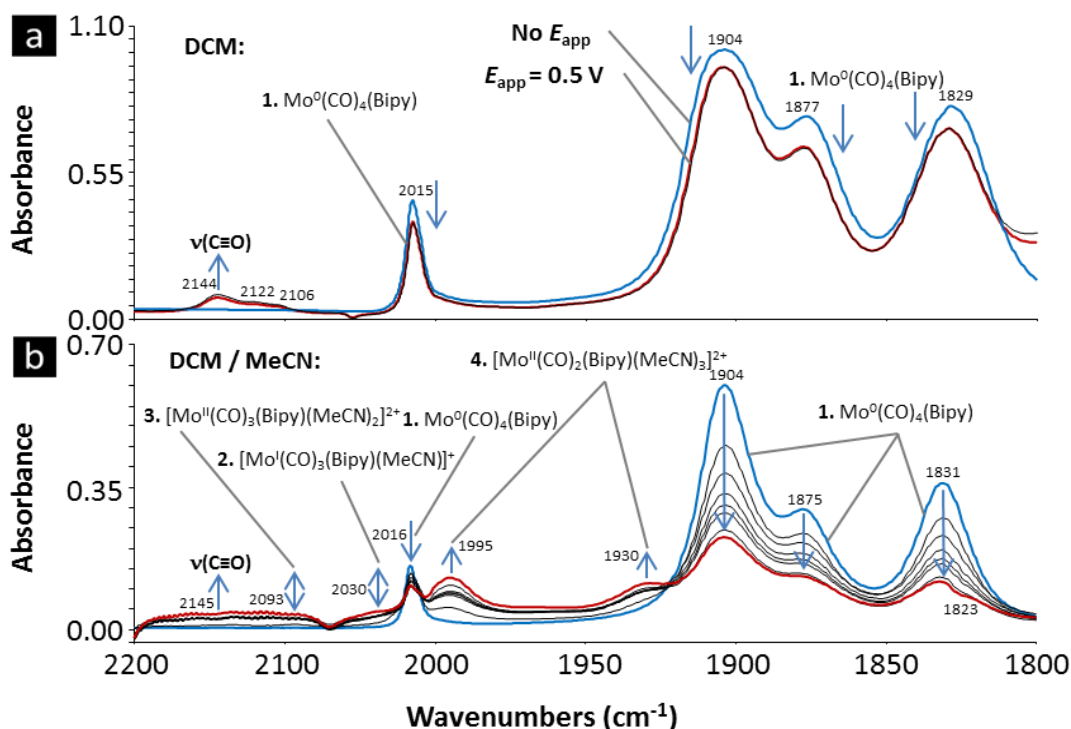 a
1.10
0.55
0.00
Absorbance
DCM:
No Eapp
Eapp = 0.5 V
1. Mo⁰(CO)₄(Bipy)
1. Mo⁰(CO)₄(Bipy)
1904
1877
1829
2015
ν(C≡O)
2144
2122
2106
b
0.70
0.35
0.00
Absorbance
DCM / MeCN:
4. [Moᴵᴵ(CO)₂(Bipy)(MeCN)₃]²⁺
3. [Moᴵᴵ(CO)₃(Bipy)(MeCN)₂]²⁺
1. Mo⁰(CO)₄(Bipy)
2. [Moᴵ(CO)₃(Bipy)(MeCN)]⁺
1904
1. Mo⁰(CO)₄(Bipy)
1875
1831
2016
1995
1930
ν(C≡O)
2145
2093
2030
1823
2200
2100
2000
1950
1900
1850
1800
Wavenumbers (cm⁻¹)